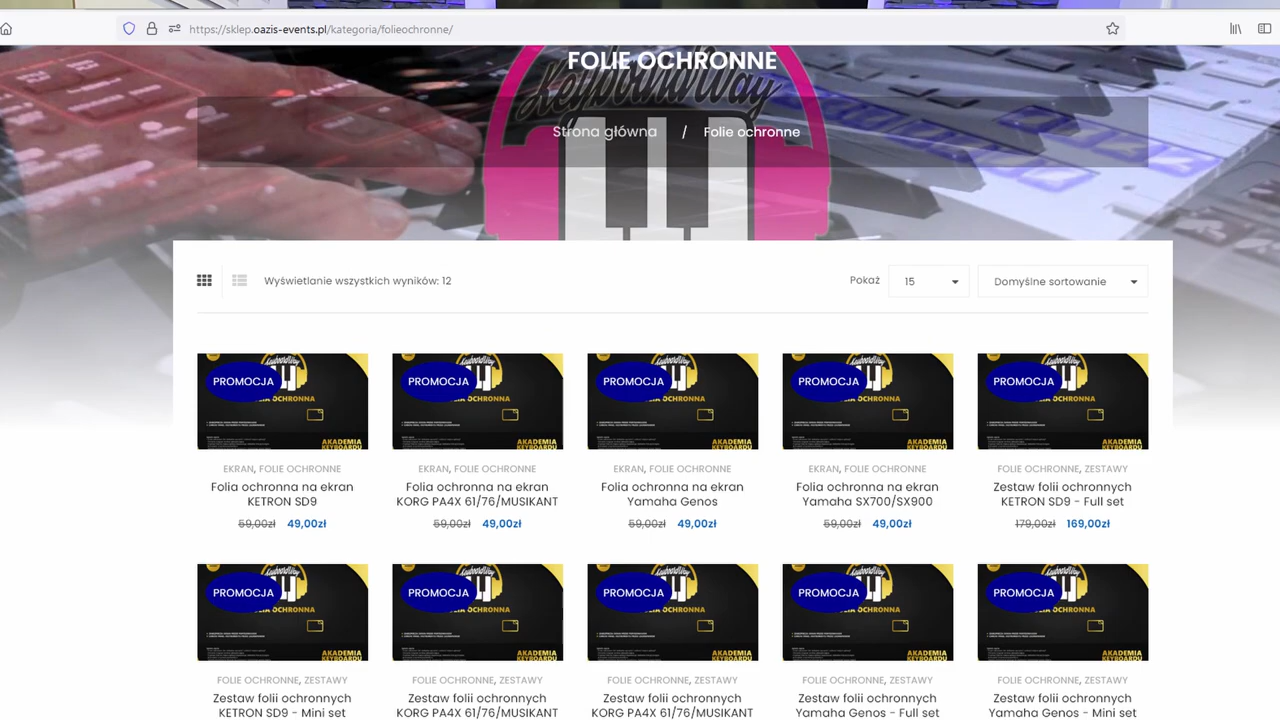 https://sklep.oazis-events.pl/kategoria/folieochronne/
FOLIE OCHRONNE
KeyboardWay
Strona główna / Folie ochronne
Wyświetlanie wszystkich wyników: 12
Pokaż 15 Domyślne sortowanie
PROMOCJA PROMOCJA PROMOCJA PROMOCJA PROMOCJA
AKADEMIA KEYBOARDU AKADEMIA KEYBOARDU AKADEMIA KEYBOARDU AKADEMIA KEYBOARDU AKADEMIA KEYBOARDU
EKRAN, FOLIE OCHRONNE EKRAN, FOLIE OCHRONNE EKRAN, FOLIE OCHRONNE EKRAN, FOLIE OCHRONNE FOLIE OCHRONNE, ZESTAWY
Folia ochronna na ekran Folia ochronna na ekran Folia ochronna na ekran Folia ochronna na ekran Zestaw folii ochronnych
KETRON SD9 KORG PA4X 61/76/MUSIKANT Yamaha Genos Yamaha SX700/SX900 KETRON SD9 - Full set
59,00zł 49,00zł 59,00zł 49,00zł 59,00zł 49,00zł 59,00zł 49,00zł 179,00zł 169,00zł
PROMOCJA PROMOCJA PROMOCJA PROMOCJA PROMOCJA
AKADEMIA KEYBOARDU AKADEMIA KEYBOARDU AKADEMIA KEYBOARDU AKADEMIA KEYBOARDU AKADEMIA KEYBOARDU
FOLIE OCHRONNE, ZESTAWY FOLIE OCHRONNE, ZESTAWY FOLIE OCHRONNE, ZESTAWY FOLIE OCHRONNE, ZESTAWY FOLIE OCHRONNE, ZESTAWY
Zestaw folii ochronnych Zestaw folii ochronnych Zestaw folii ochronnych Zestaw folii ochronnych Zestaw folii ochronnych
KETRON SD9 - Mini set KORG PA4X 61/76/MUSIKANT KORG PA4X 61/76/MUSIKANT Yamaha Genos - Full set Yamaha Genos - Mini set